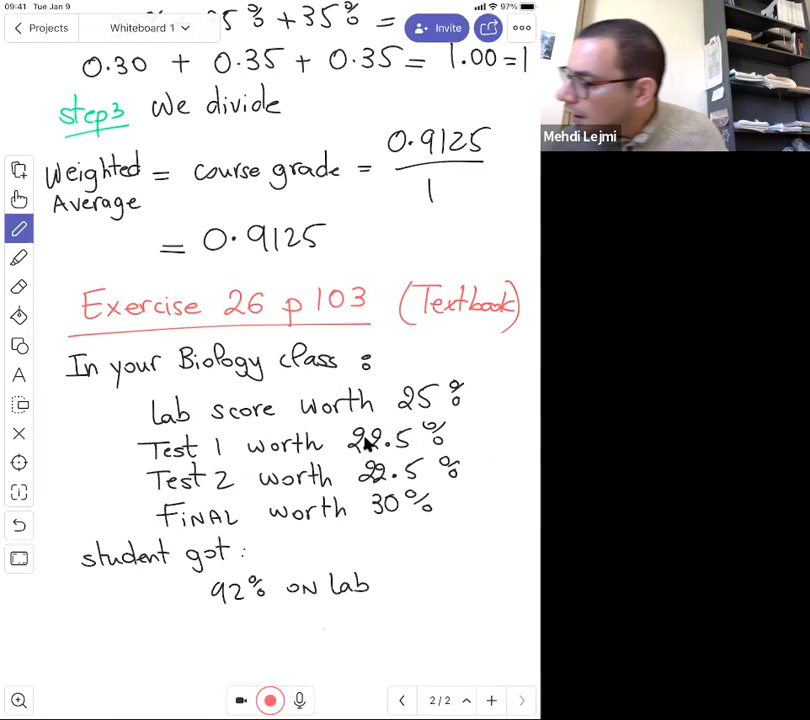 09:41 Tue Jan 9
97%
Projects
Whiteboard 1
Invite
5% + 35% =
0.30 + 0.35 + 0.35 = 1.00 = 1
step3 We divide
Weighted Average = course grade = 0.9125 / 1
= 0.9125
Exercise 26 p 103 (Textbook)
In your Biology class :
Lab score worth 25%
Test 1 worth 22.5%
Test 2 worth 22.5%
FiNAL worth 30%
student got :
92% ON lab
Mehdi Lejmi
A
2/2